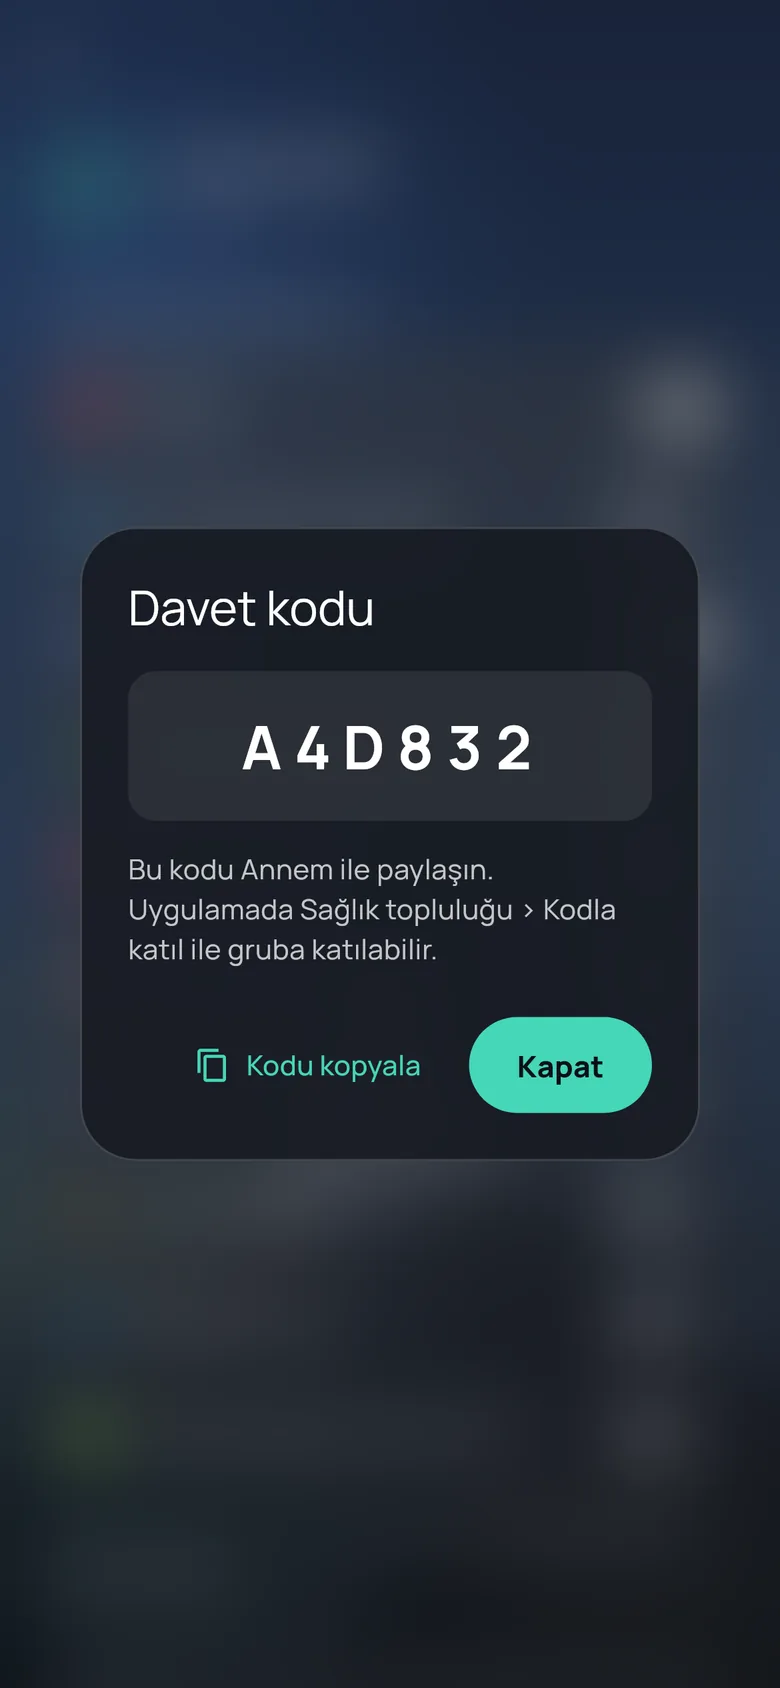 Davet kodu
A4D832
Bu kodu Annem ile paylaşın.
Uygulamada Sağlık topluluğu > Kodla
katıl ile gruba katılabilir.
Kodu kopyala
Kapat